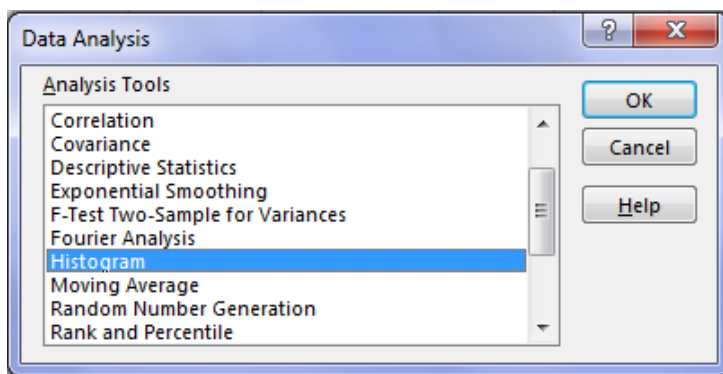 Data Analysis
?
Analysis Tools
Correlation
Covariance
Descriptive Statistics
Exponential Smoothing
F-Test Two-Sample for Variances
Fourier Analysis
Histogram
Moving Average
Random Number Generation
Rank and Percentile
OK
Cancel
Help